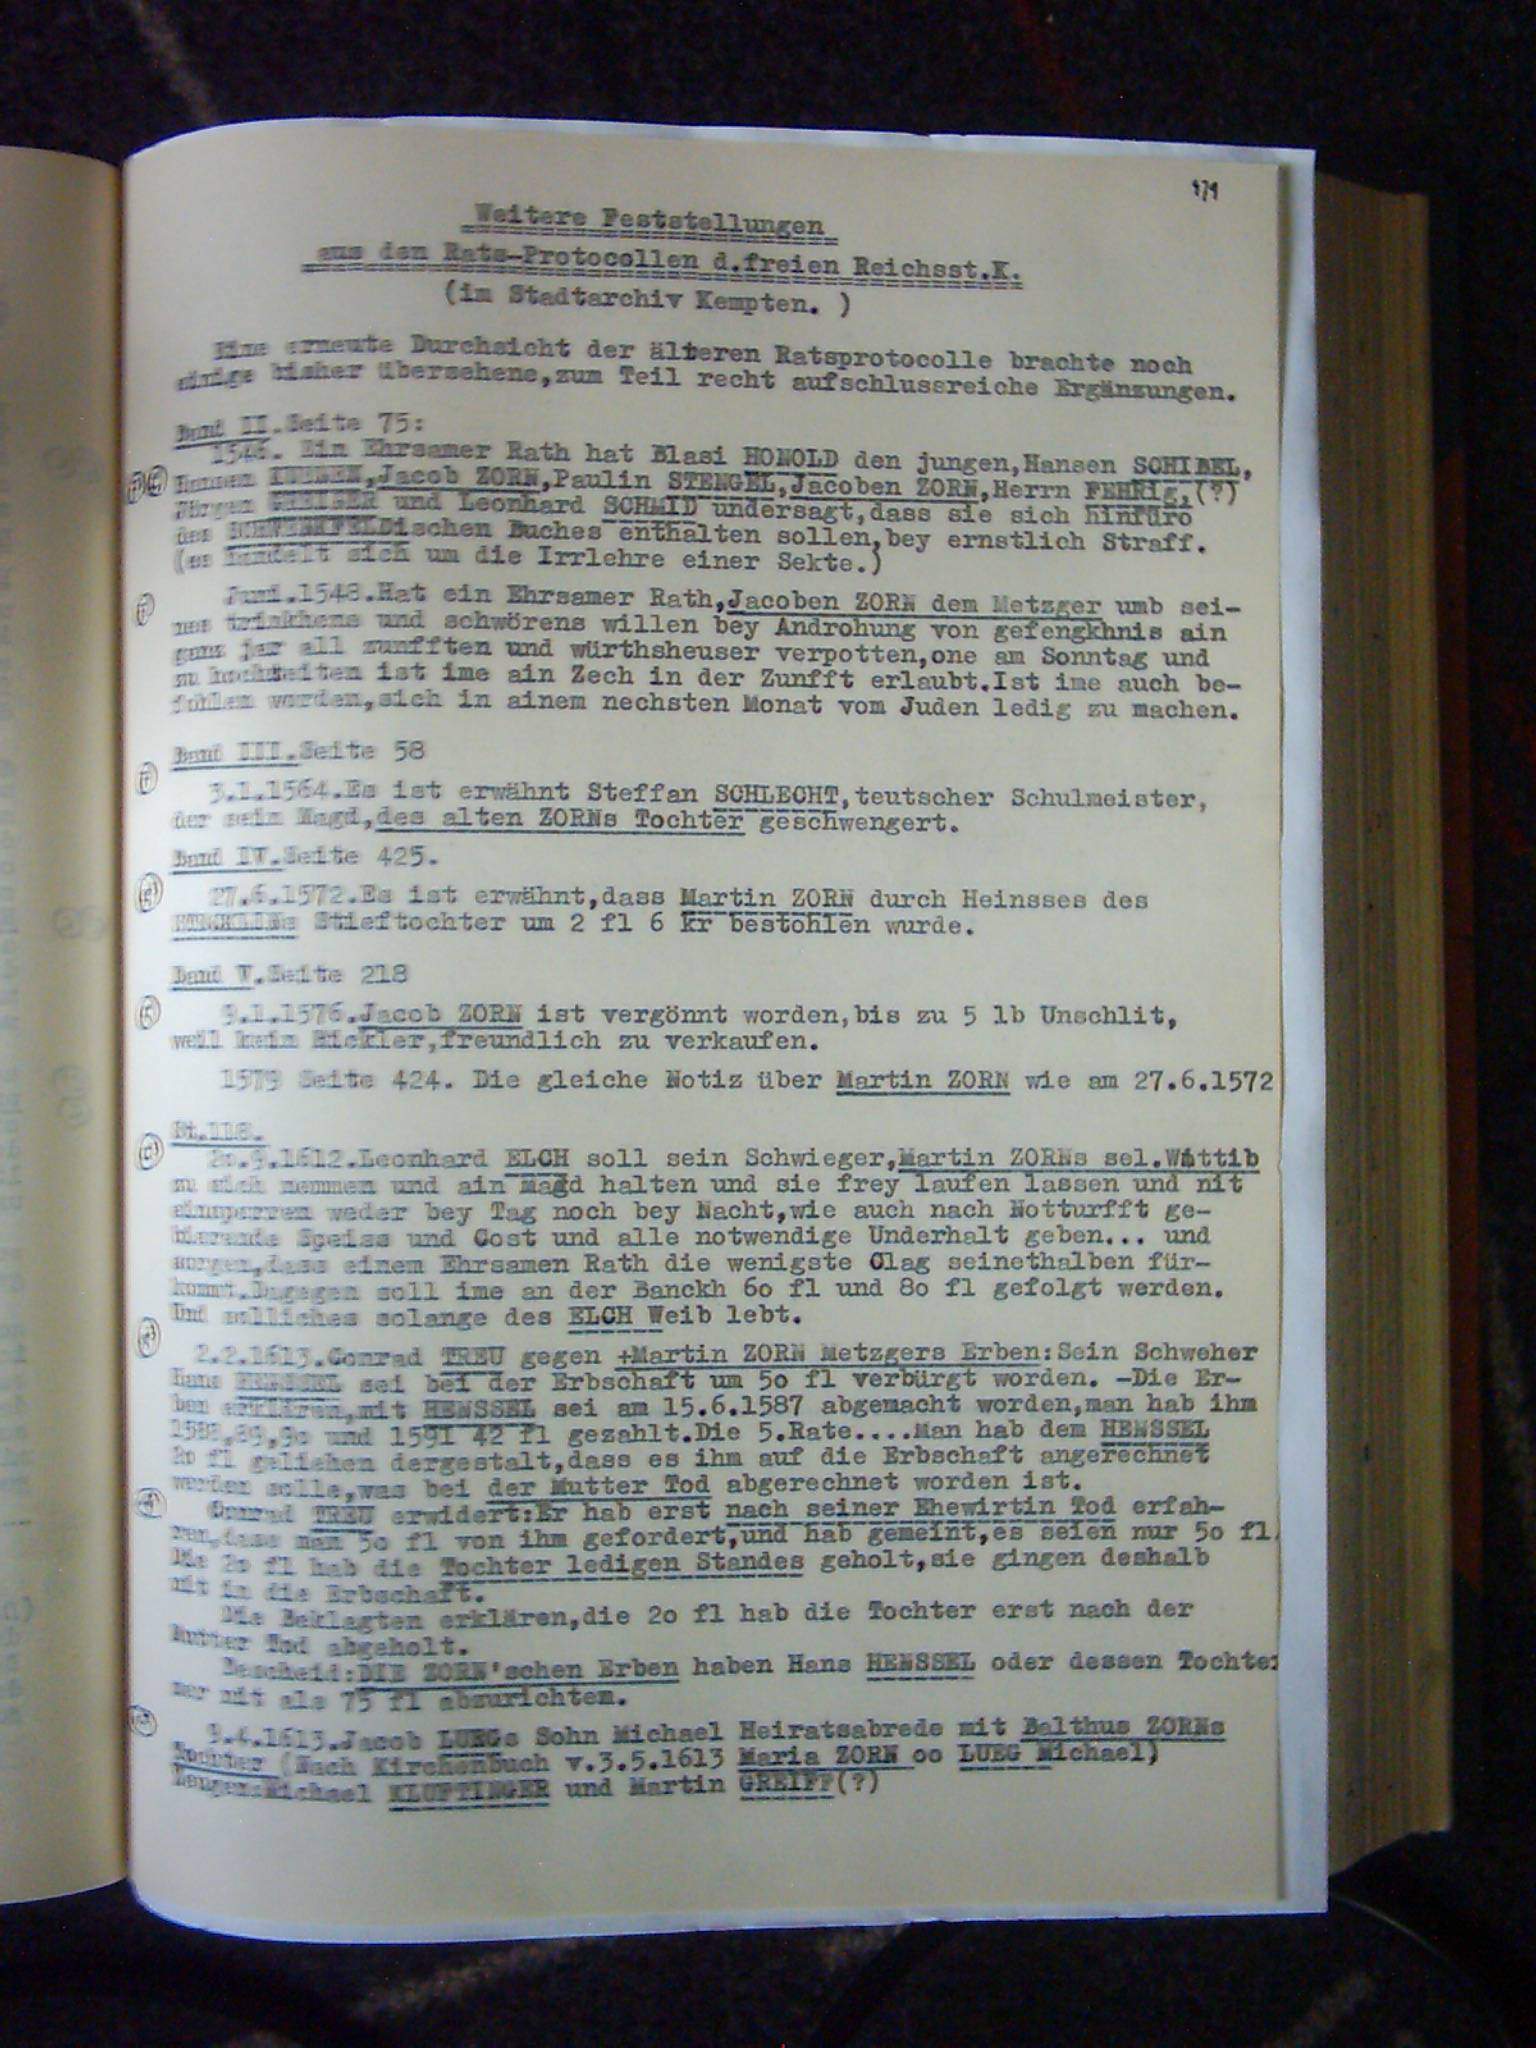 Weitere Feststellungen
aus den Rats-Protocollen d.freien Reichsst.K.
(im Stadtarchiv Kempten. )
Eine erneute Durchsicht der älteren Ratsprotocolle brachte noch
einige bisher übersehene,zum Teil recht aufschlussreiche Ergänzungen.
Band II.Seite 75:
1546. Ein Ehrsamer Rath hat Blasi HONOLD den jungen,Hansen SCHIBEL,
Hansen Jacob ZORN,Paulin STENGEL,Jacoben ZORN,Herrn FEHRIg,(?)
Jürgen GREIGER und Leonhard SCHMID undersagt,dass sie sich hinfüro
des SCHWENKFELDischen Buches enthalten sollen,bey ernstlich Straff.
(es handelt sich um die Irrlehre einer Sekte.)
Juni.1548.Hat ein Ehrsamer Rath,Jacoben ZORN dem Metzger umb sei-
nes trinkhens und schwörens willen bey Androhung von gefengkhnis ain
ganz jar all zunfften und würthsheuser verpotten,one am Sonntag und
zu hochzeiten ist ime ain Zech in der Zunfft erlaubt.Ist ime auch be-
fohlen worden,sich in ainem nechsten Monat vom Juden ledig zu machen.
Band III.Seite 58
3.1.1564.Es ist erwähnt Steffan SCHLECHT,teutscher Schulmeister,
der sein Magd,des alten ZORNs Tochter geschwengert.
Band IV.Seite 425.
27.6.1572.Es ist erwähnt,dass Martin ZORN durch Heinsses des
Stieftochter um 2 fl 6 kr bestohlen wurde.
Band V.Seite 218
9.1.1576.Jacob ZORN ist vergönnt worden,bis zu 5 lb Unschlit,
weil kein Bickler,freundlich zu verkaufen.
1579 Seite 424. Die gleiche Notiz über Martin ZORN wie am 27.6.1572
Bt.118.
20.9.1612.Leonhard ELCH soll sein Schwieger,Martin ZORNs sel.Wittib
zu sich nemmen und ain Magd halten und sie frey laufen lassen und nit
einsperren weder bey Tag noch bey Nacht,wie auch nach Notturfft ge-
bierende Speiss und Cost und alle notwendige Underhalt geben... und
sorgen,dass einem Ehrsamen Rath die wenigste Clag seinethalben für-
kommt.Dagegen soll ime an der Banckh 6o fl und 8o fl gefolgt werden.
Und solliches solange des ELCH Weib lebt.
2.2.1613.Conrad TREU gegen +Martin ZORN Metzgers Erben:Sein Schweher
Hans HENSSEL sei bei der Erbschaft um 5o fl verbürgt worden. -Die Er-
ben erklären,mit HENSSEL sei am 15.6.1587 abgemacht worden,man hab ihm
1588,89,9o und 1591 42 fl gezahlt.Die 5.Rate....Man hab dem HENSSEL
2o fl geliehen dergestalt,dass es ihm auf die Erbschaft angerechnet
werden solle,was bei der Mutter Tod abgerechnet worden ist.
Conrad TREU erwidert:Er hab erst nach seiner Ehewirtin Tod erfah-
ren,dass man 5o fl von ihm gefordert,und hab gemeint,es seien nur 5o fl.
Die 2o fl hab die Tochter ledigen Standes geholt,sie gingen deshalb
nit in die Erbschaft.
Die Beklagten erklären,die 2o fl hab die Tochter erst nach der
Mutter Tod abgeholt.
Bescheid:DIE ZORN'schen Erben haben Hans HENSSEL oder dessen Tochter
mer nit als 75 fl abzurichten.
9.4.1613.Jacob LUEGs Sohn Michael Heiratsabrede mit Balthus ZORNs
Tochter (Nach Kirchenbuch v.3.5.1613 Maria ZORN oo LUEG Michael)
Zeugen:Michael KLUFTINGER und Martin GREIFF(?)